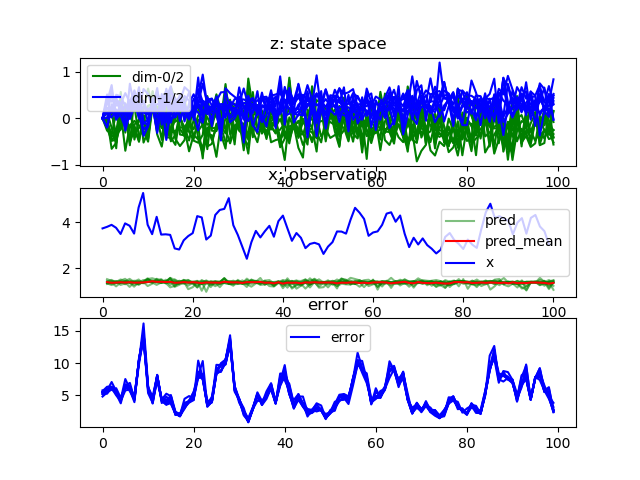 z: state space
1
0
−1
dim-0/2
dim-1/2
0 20 40 60 80 100
x: observation
4
2
pred
pred_mean
x
0 20 40 60 80 100
error
15
10
5
error
0 20 40 60 80 100